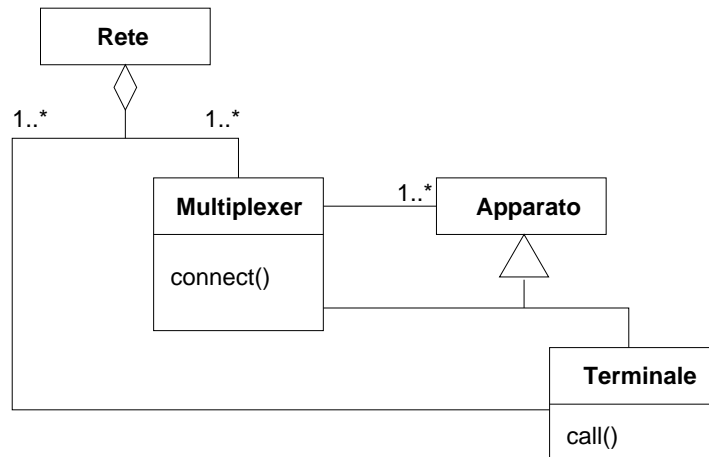 Rete
1..* 1..*
Multiplexer 1..* Apparato
connect()
Terminale
call()